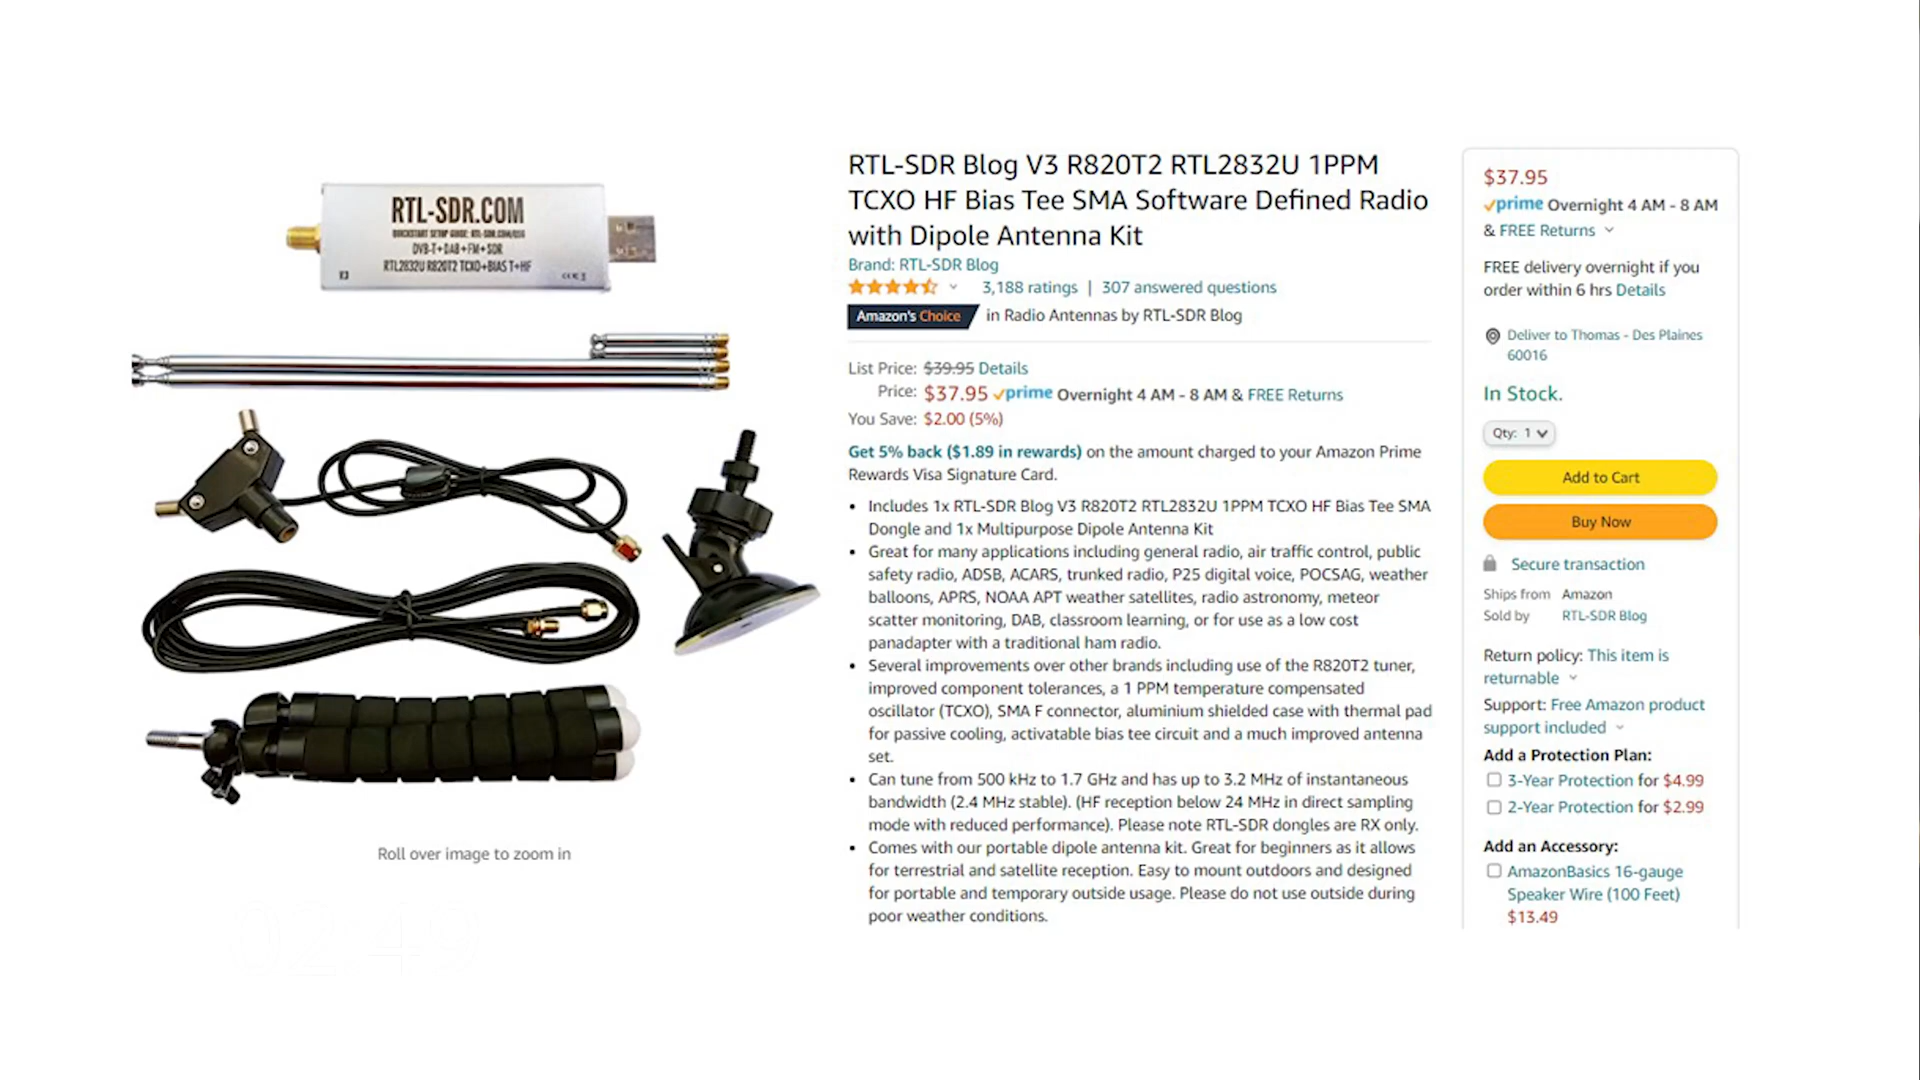 RTL-SDR.COM
QUICKSTART SETUP GUIDE: RTL-SDR.COM/QSG
DVB-T+DAB+FM+SDR
RTL2832U R820T2 TCXO+BIAS T+HF
Roll over image to zoom in
02:49
RTL-SDR Blog V3 R820T2 RTL2832U 1PPM
TCXO HF Bias Tee SMA Software Defined Radio
with Dipole Antenna Kit
Brand: RTL-SDR Blog
3,188 ratings | 307 answered questions
Amazon's Choice in Radio Antennas by RTL-SDR Blog
List Price: $39.95 Details
Price: $37.95 prime Overnight 4 AM - 8 AM & FREE Returns
You Save: $2.00 (5%)
Get 5% back ($1.89 in rewards) on the amount charged to your Amazon Prime
Rewards Visa Signature Card.
• Includes 1x RTL-SDR Blog V3 R820T2 RTL2832U 1PPM TCXO HF Bias Tee SMA
Dongle and 1x Multipurpose Dipole Antenna Kit
• Great for many applications including general radio, air traffic control, public
safety radio, ADSB, ACARS, trunked radio, P25 digital voice, POCSAG, weather
balloons, APRS, NOAA APT weather satellites, radio astronomy, meteor
scatter monitoring, DAB, classroom learning, or for use as a low cost
panadapter with a traditional ham radio.
• Several improvements over other brands including use of the R820T2 tuner,
improved component tolerances, a 1 PPM temperature compensated
oscillator (TCXO), SMA F connector, aluminium shielded case with thermal pad
for passive cooling, activatable bias tee circuit and a much improved antenna
set.
• Can tune from 500 kHz to 1.7 GHz and has up to 3.2 MHz of instantaneous
bandwidth (2.4 MHz stable). (HF reception below 24 MHz in direct sampling
mode with reduced performance). Please note RTL-SDR dongles are RX only.
• Comes with our portable dipole antenna kit. Great for beginners as it allows
for terrestrial and satellite reception. Easy to mount outdoors and designed
for portable and temporary outside usage. Please do not use outside during
poor weather conditions.
$37.95
prime Overnight 4 AM - 8 AM
& FREE Returns
FREE delivery overnight if you
order within 6 hrs Details
Deliver to Thomas - Des Plaines
60016
In Stock.
Qty: 1
Add to Cart
Buy Now
Secure transaction
Ships from Amazon
Sold by RTL-SDR Blog
Return policy: This item is
returnable
Support: Free Amazon product
support included
Add a Protection Plan:
3-Year Protection for $4.99
2-Year Protection for $2.99
Add an Accessory:
AmazonBasics 16-gauge
Speaker Wire (100 Feet)
$13.49